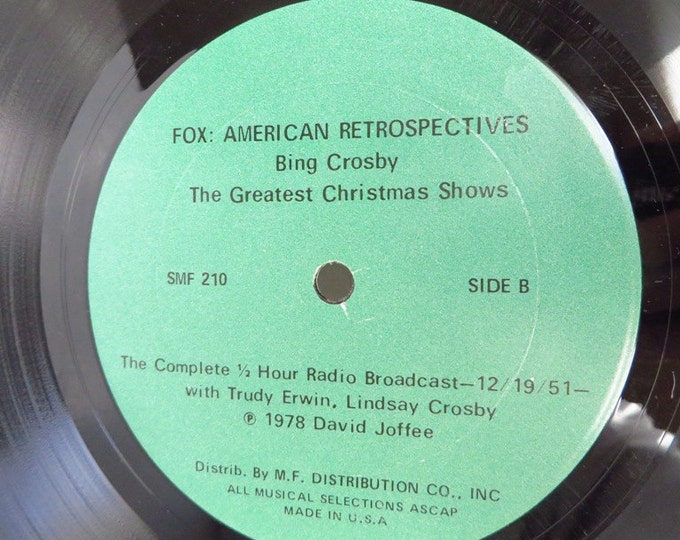 FOX: AMERICAN RETROSPECTIVES
Bing Crosby
The Greatest Christmas Shows
SMF 210
SIDE B
The Complete ½ Hour Radio Broadcast—12/19/51—
with Trudy Erwin, Lindsay Crosby
℗ 1978 David Joffee
Distrib. By M.F. DISTRIBUTION CO., INC
ALL MUSICAL SELECTIONS ASCAP
MADE IN U.S.A